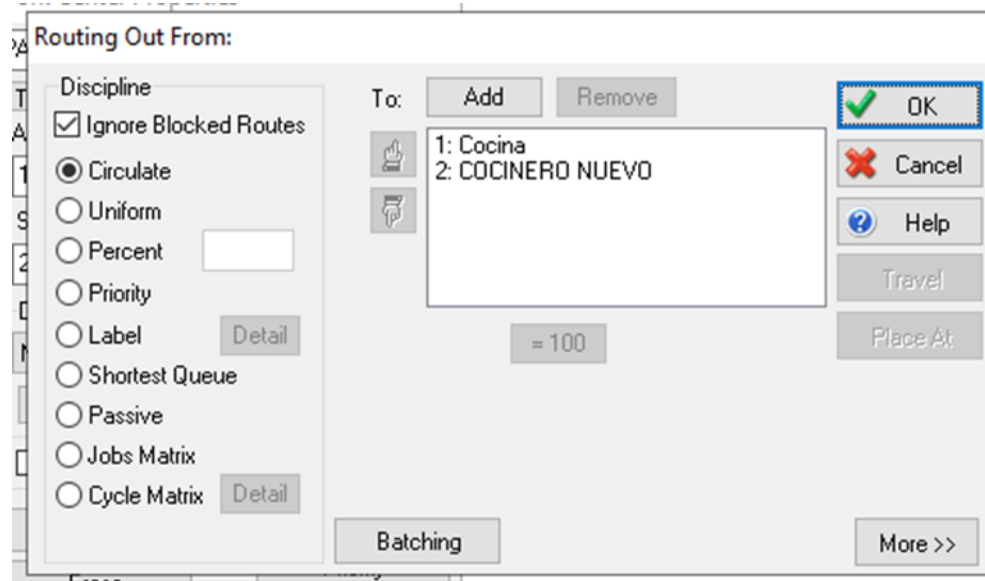 Routing Out From:
Discipline
Ignore Blocked Routes
Circulate
Uniform
Percent
Priority
Label
Detail
Shortest Queue
Passive
Jobs Matrix
Cycle Matrix
Detail
To:
Add
Remove
1: Cocina
2: COCINERO NUEVO
= 100
Batching
OK
Cancel
Help
Travel
Place At
More >>